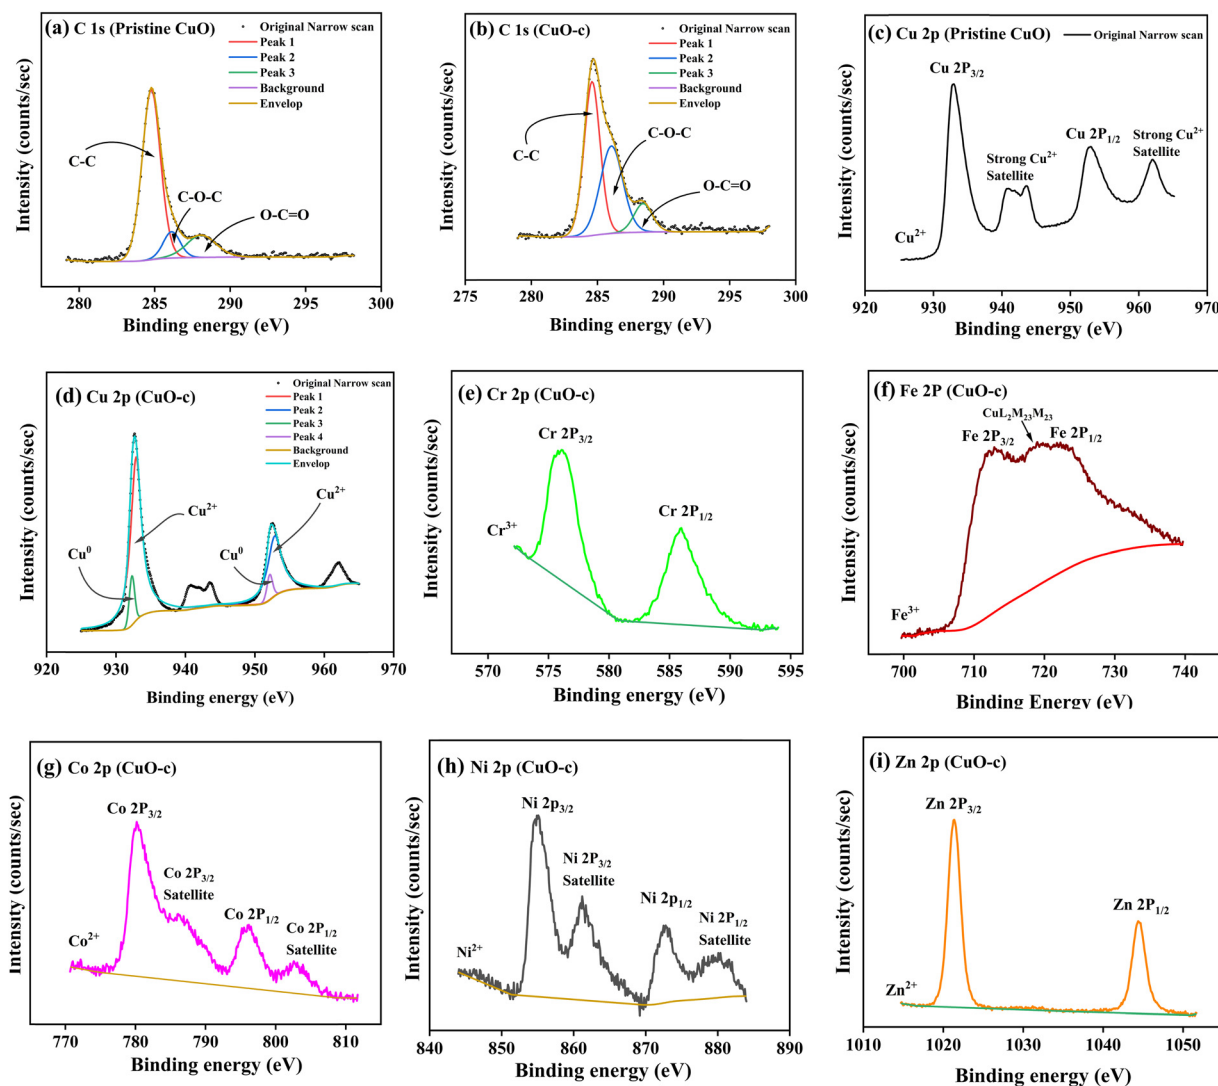 (a) C 1s (Pristine CuO)
Original Narrow scan
Peak 1
Peak 2
Peak 3
Background
Envelop
C-C
C-O-C
O-C=O
Intensity (counts/sec)
280 285 290 295 300
Binding energy (eV)
(b) C 1s (CuO-c)
Original Narrow scan
Peak 1
Peak 2
Peak 3
Background
Envelop
C-O-C
C-C
O-C=O
Intensity (counts/sec)
275 280 285 290 295 300
Binding energy (eV)
(c) Cu 2p (Pristine CuO)
Original Narrow scan
Cu 2P3/2
Cu 2P1/2
Strong Cu2+
Satellite
Strong Cu2+
Satellite
Cu2+
Intensity (counts/sec)
920 930 940 950 960 970
Binding energy (eV)
(d) Cu 2p (CuO-c)
Original Narrow scan
Peak 1
Peak 2
Peak 3
Peak 4
Background
Envelop
Cu2+
Cu2+
Cu0
Cu0
Intensity (counts/sec)
920 930 940 950 960 970
Binding energy (eV)
(e) Cr 2p (CuO-c)
Cr 2P3/2
Cr 2P1/2
Cr3+
Intensity (counts/sec)
570 575 580 585 590 595
Binding energy (eV)
(f) Fe 2P (CuO-c)
CuL2M23M23
Fe 2P3/2
Fe 2P1/2
Fe3+
Intensity (counts/sec)
700 710 720 730 740
Binding Energy (eV)
(g) Co 2p (CuO-c)
Co 2P3/2
Co 2P3/2
Satellite
Co 2P1/2
Co 2P1/2
Satellite
Co2+
Intensity (counts/sec)
770 780 790 800 810
Binding energy (eV)
(h) Ni 2p (CuO-c)
Ni 2p3/2
Ni 2P3/2
Satellite
Ni 2p1/2
Ni 2P1/2
Satellite
Ni2+
Intensity (counts/sec)
840 850 860 870 880 890
Binding energy (eV)
(i) Zn 2p (CuO-c)
Zn 2P3/2
Zn 2P1/2
Zn2+
Intensity (counts/sec)
1010 1020 1030 1040 1050
Binding energy (eV)